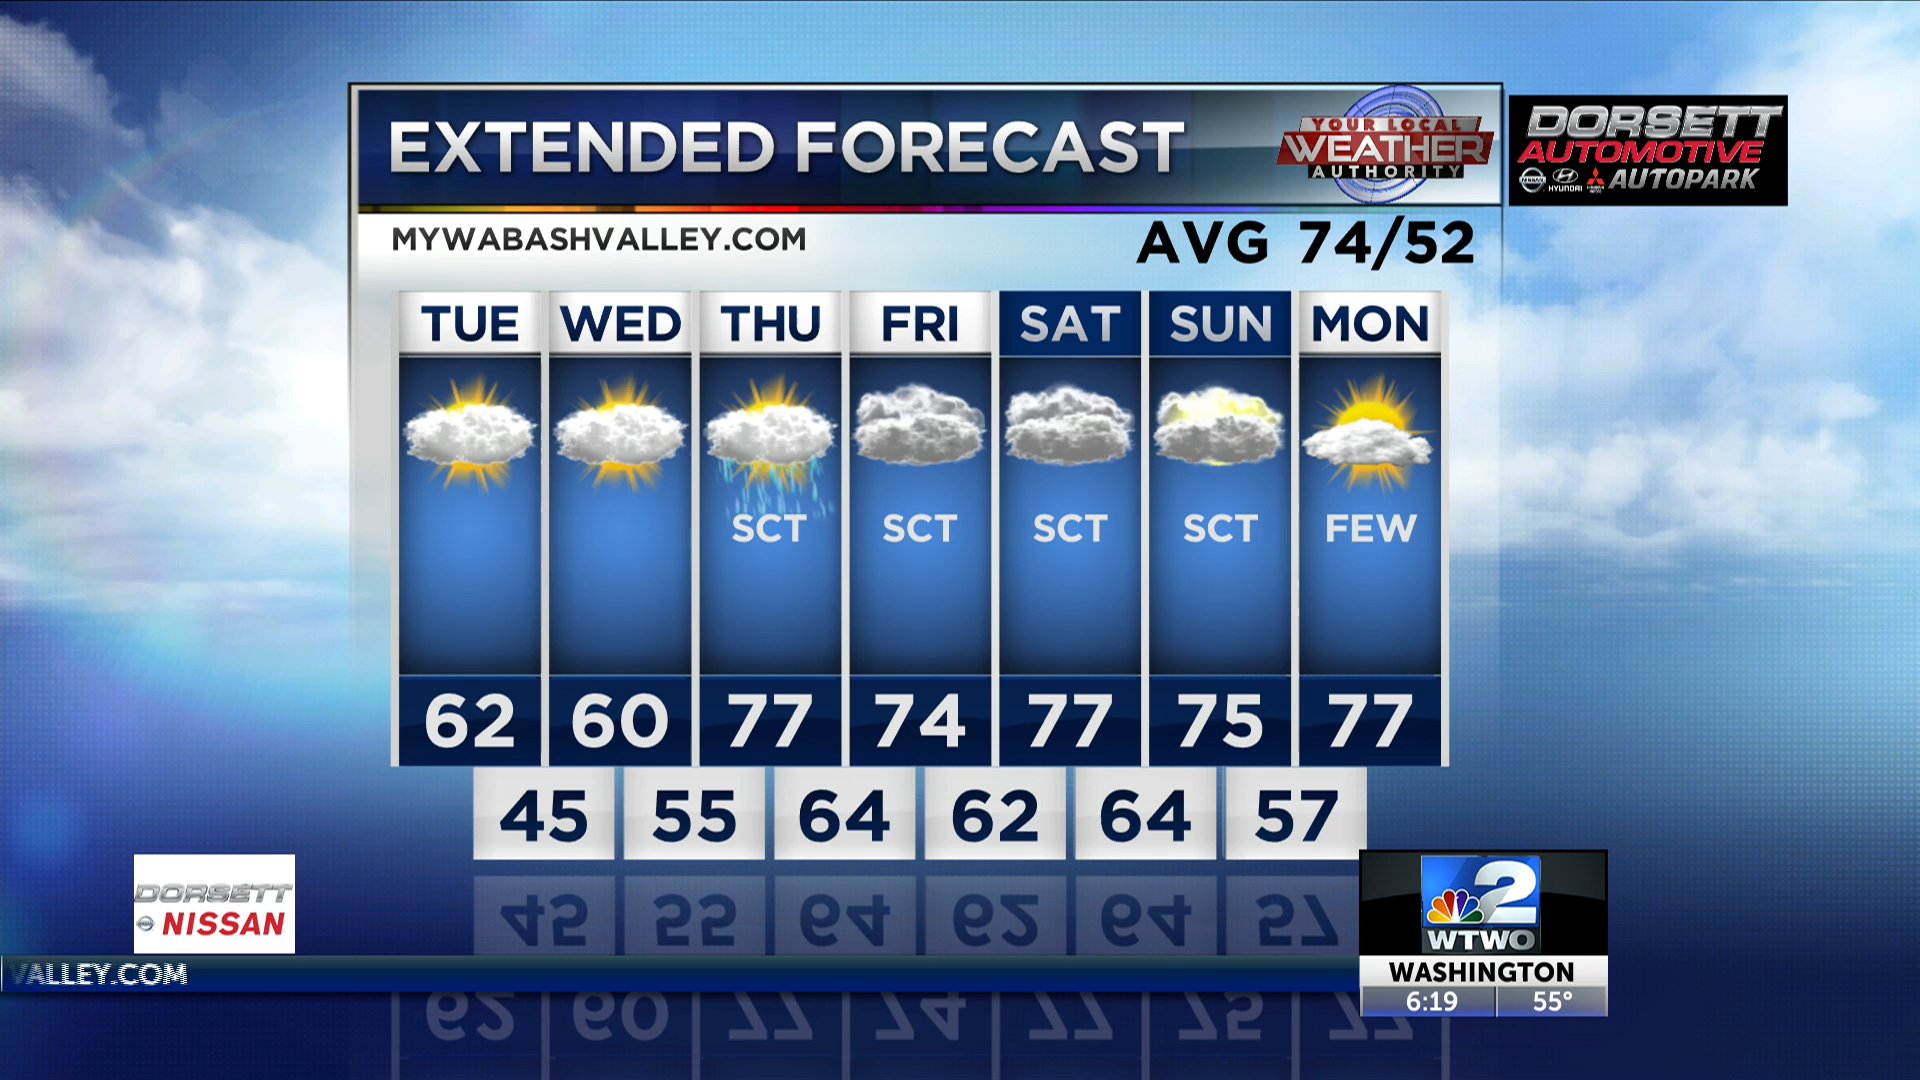 EXTENDED FORECAST
YOUR LOCAL
WEATHER
AUTHORITY
DORSETT
AUTOMOTIVE
HYUNDAI
AUTOPARK
MYWABASHVALLEY.COM
AVG 74/52
TUE WED THU FRI SAT SUN MON
SCT SCT SCT SCT FEW
62 60 77 74 77 75 77
45 55 64 62 64 57
DORSETT
NISSAN
2
WTWO
VALLEY.COM
WASHINGTON
6:19 55°